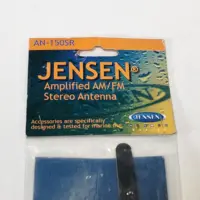 AN-150SR
JENSEN®
Amplified AM/FM
Stereo Antenna
Accessories are specifically
designed & tested for marine use.
JENSEN